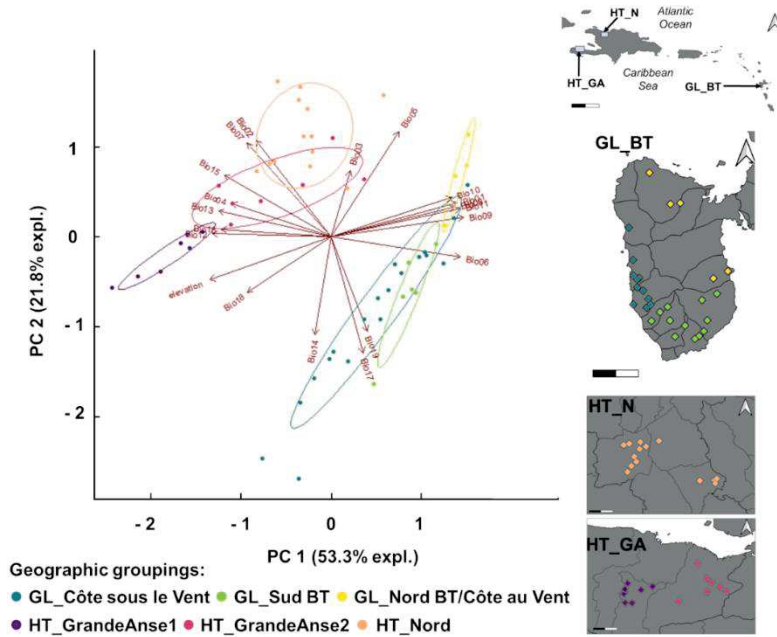 HT_N
Atlantic
Ocean
HT_GA
Caribbean
Sea
GL_BT
GL_BT
HT_N
HT_GA
PC 2 (21.8% expl.)
1
0
- 1
- 2
Bio02
Bio07
Bio05
Bio03
Bio15
Bio04
Bio13
Bio10
Bio09
Bio06
elevation
Bio18
Bio14
Bio19
Bio17
- 2
- 1
0
1
PC 1 (53.3% expl.)
Geographic groupings:
GL_Côte sous le Vent GL_Sud BT GL_Nord BT/Côte au Vent
HT_GrandeAnse1 HT_GrandeAnse2 HT_Nord